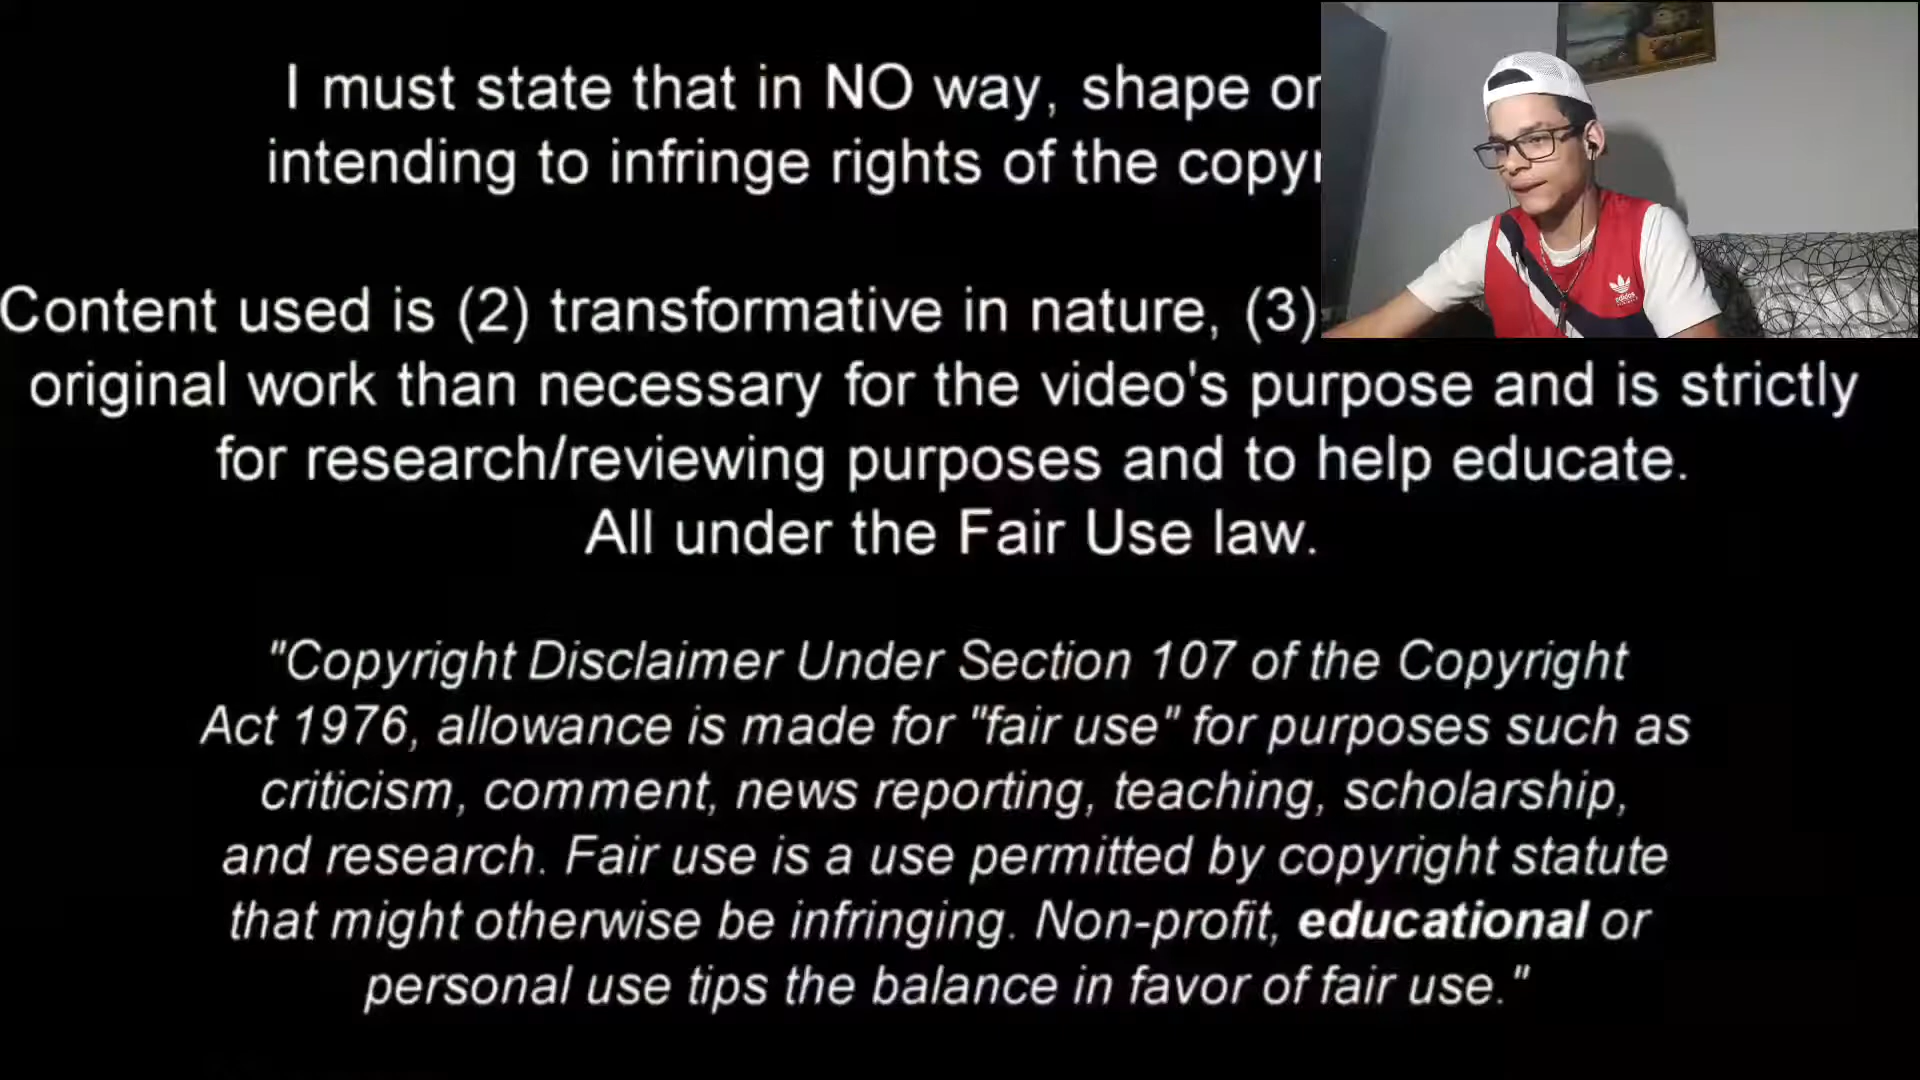 I must state that in NO way, shape or
intending to infringe rights of the
Content used is (2) transformative in nature, (3)
original work than necessary for the video's purpose and is strictly
for research/reviewing purposes and to help educate.
All under the Fair Use law.
"Copyright Disclaimer Under Section 107 of the Copyright
Act 1976, allowance is made for "fair use" for purposes such as
criticism, comment, news reporting, teaching, scholarship,
and research. Fair use is a use permitted by copyright statute
that might otherwise be infringing. Non-profit, educational or
personal use tips the balance in favor of fair use."
adidas